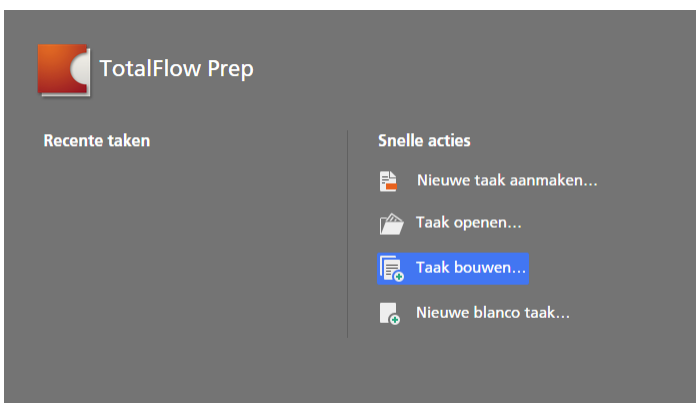 TotalFlow Prep
Recente taken
Snelle acties
Nieuwe taak aanmaken...
Taak openen...
Taak bouwen...
Nieuwe blanco taak...